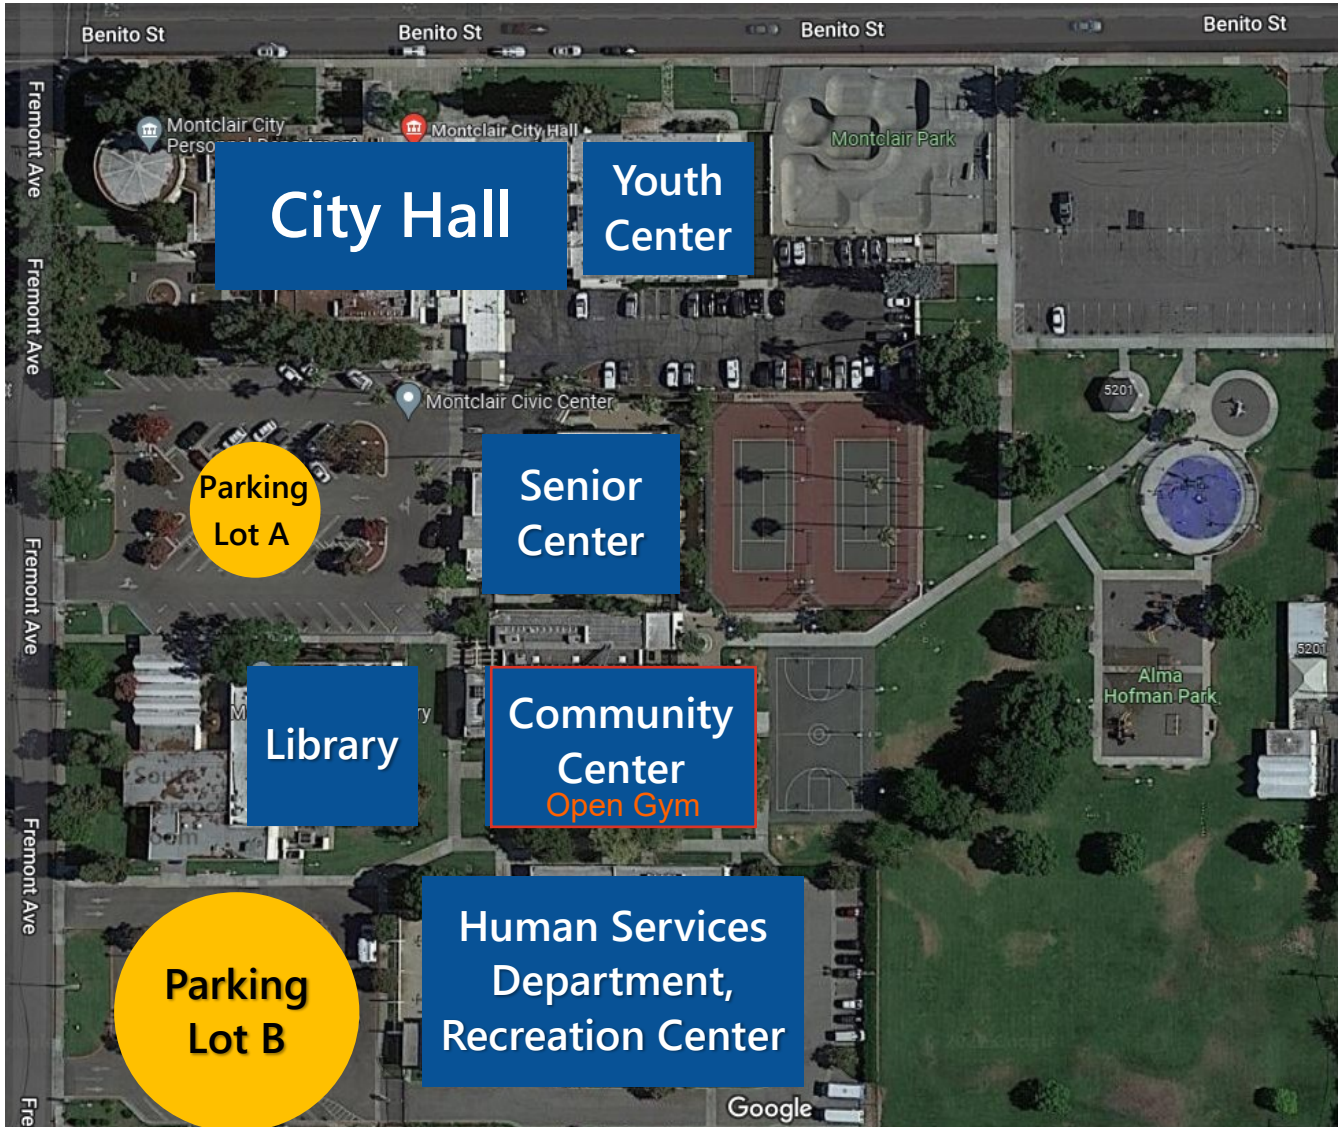 Benito St
Benito St
Benito St
Benito St
Fremont Ave
Montclair City
Montclair City Hall
City Hall
Youth
Center
Montclair Park
Fremont Ave
5201
Montclair Civic Center
Parking
Lot A
Senior
Center
Fremont Ave
5201
Alma
Hofman Park
Library
Community
Center
Open Gym
Fremont Ave
Parking
Lot B
Human Services
Department,
Recreation Center
Fre
Google